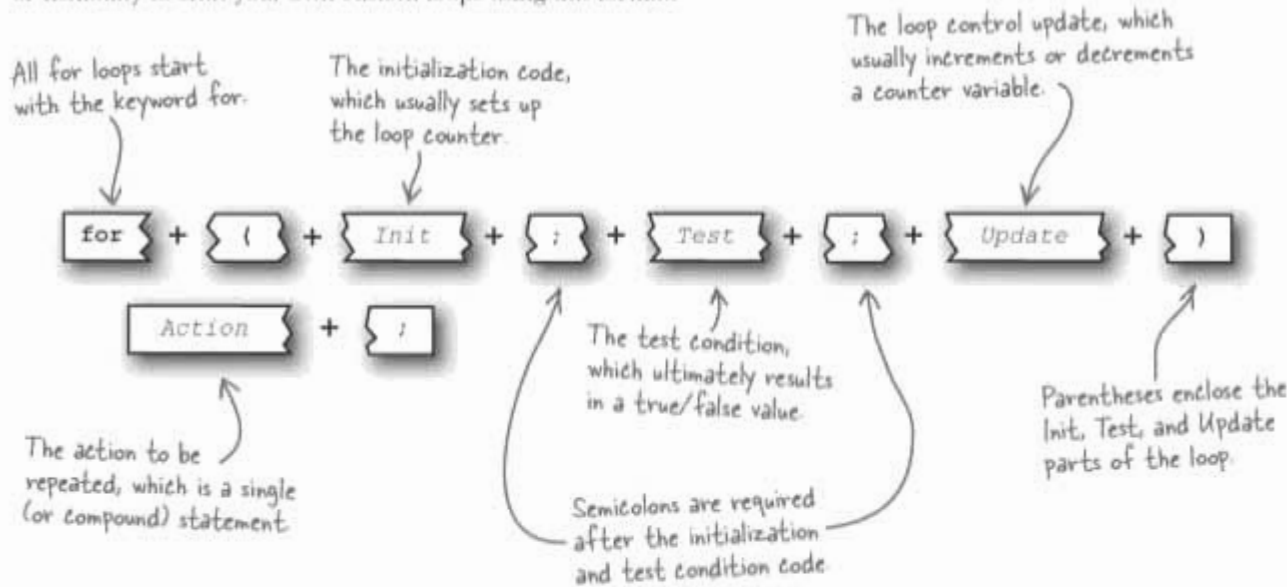 All for loops start
with the keyword for.
The initialization code,
which usually sets up
the loop counter.
The loop control update, which
usually increments or decrements
a counter variable.
for + ( + Init + ; + Test + ; + Update + )
Action + ;
The test condition,
which ultimately results
in a true/false value.
Parentheses enclose the
Init, Test, and Update
parts of the loop.
The action to be
repeated, which is a single
(or compound) statement
Semicolons are required
after the initialization
and test condition code